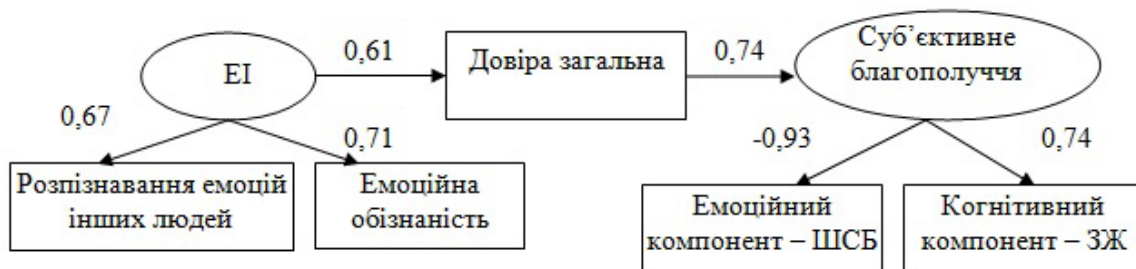 ЕІ
0,61
Довіра загальна
0,74
Суб’єктивне
благополуччя
0,67
0,71
-0,93
0,74
Розпізнавання емоцій
інших людей
Емоційна
обізнаність
Емоційний
компонент – ШСБ
Когнітивний
компонент – ЗЖ